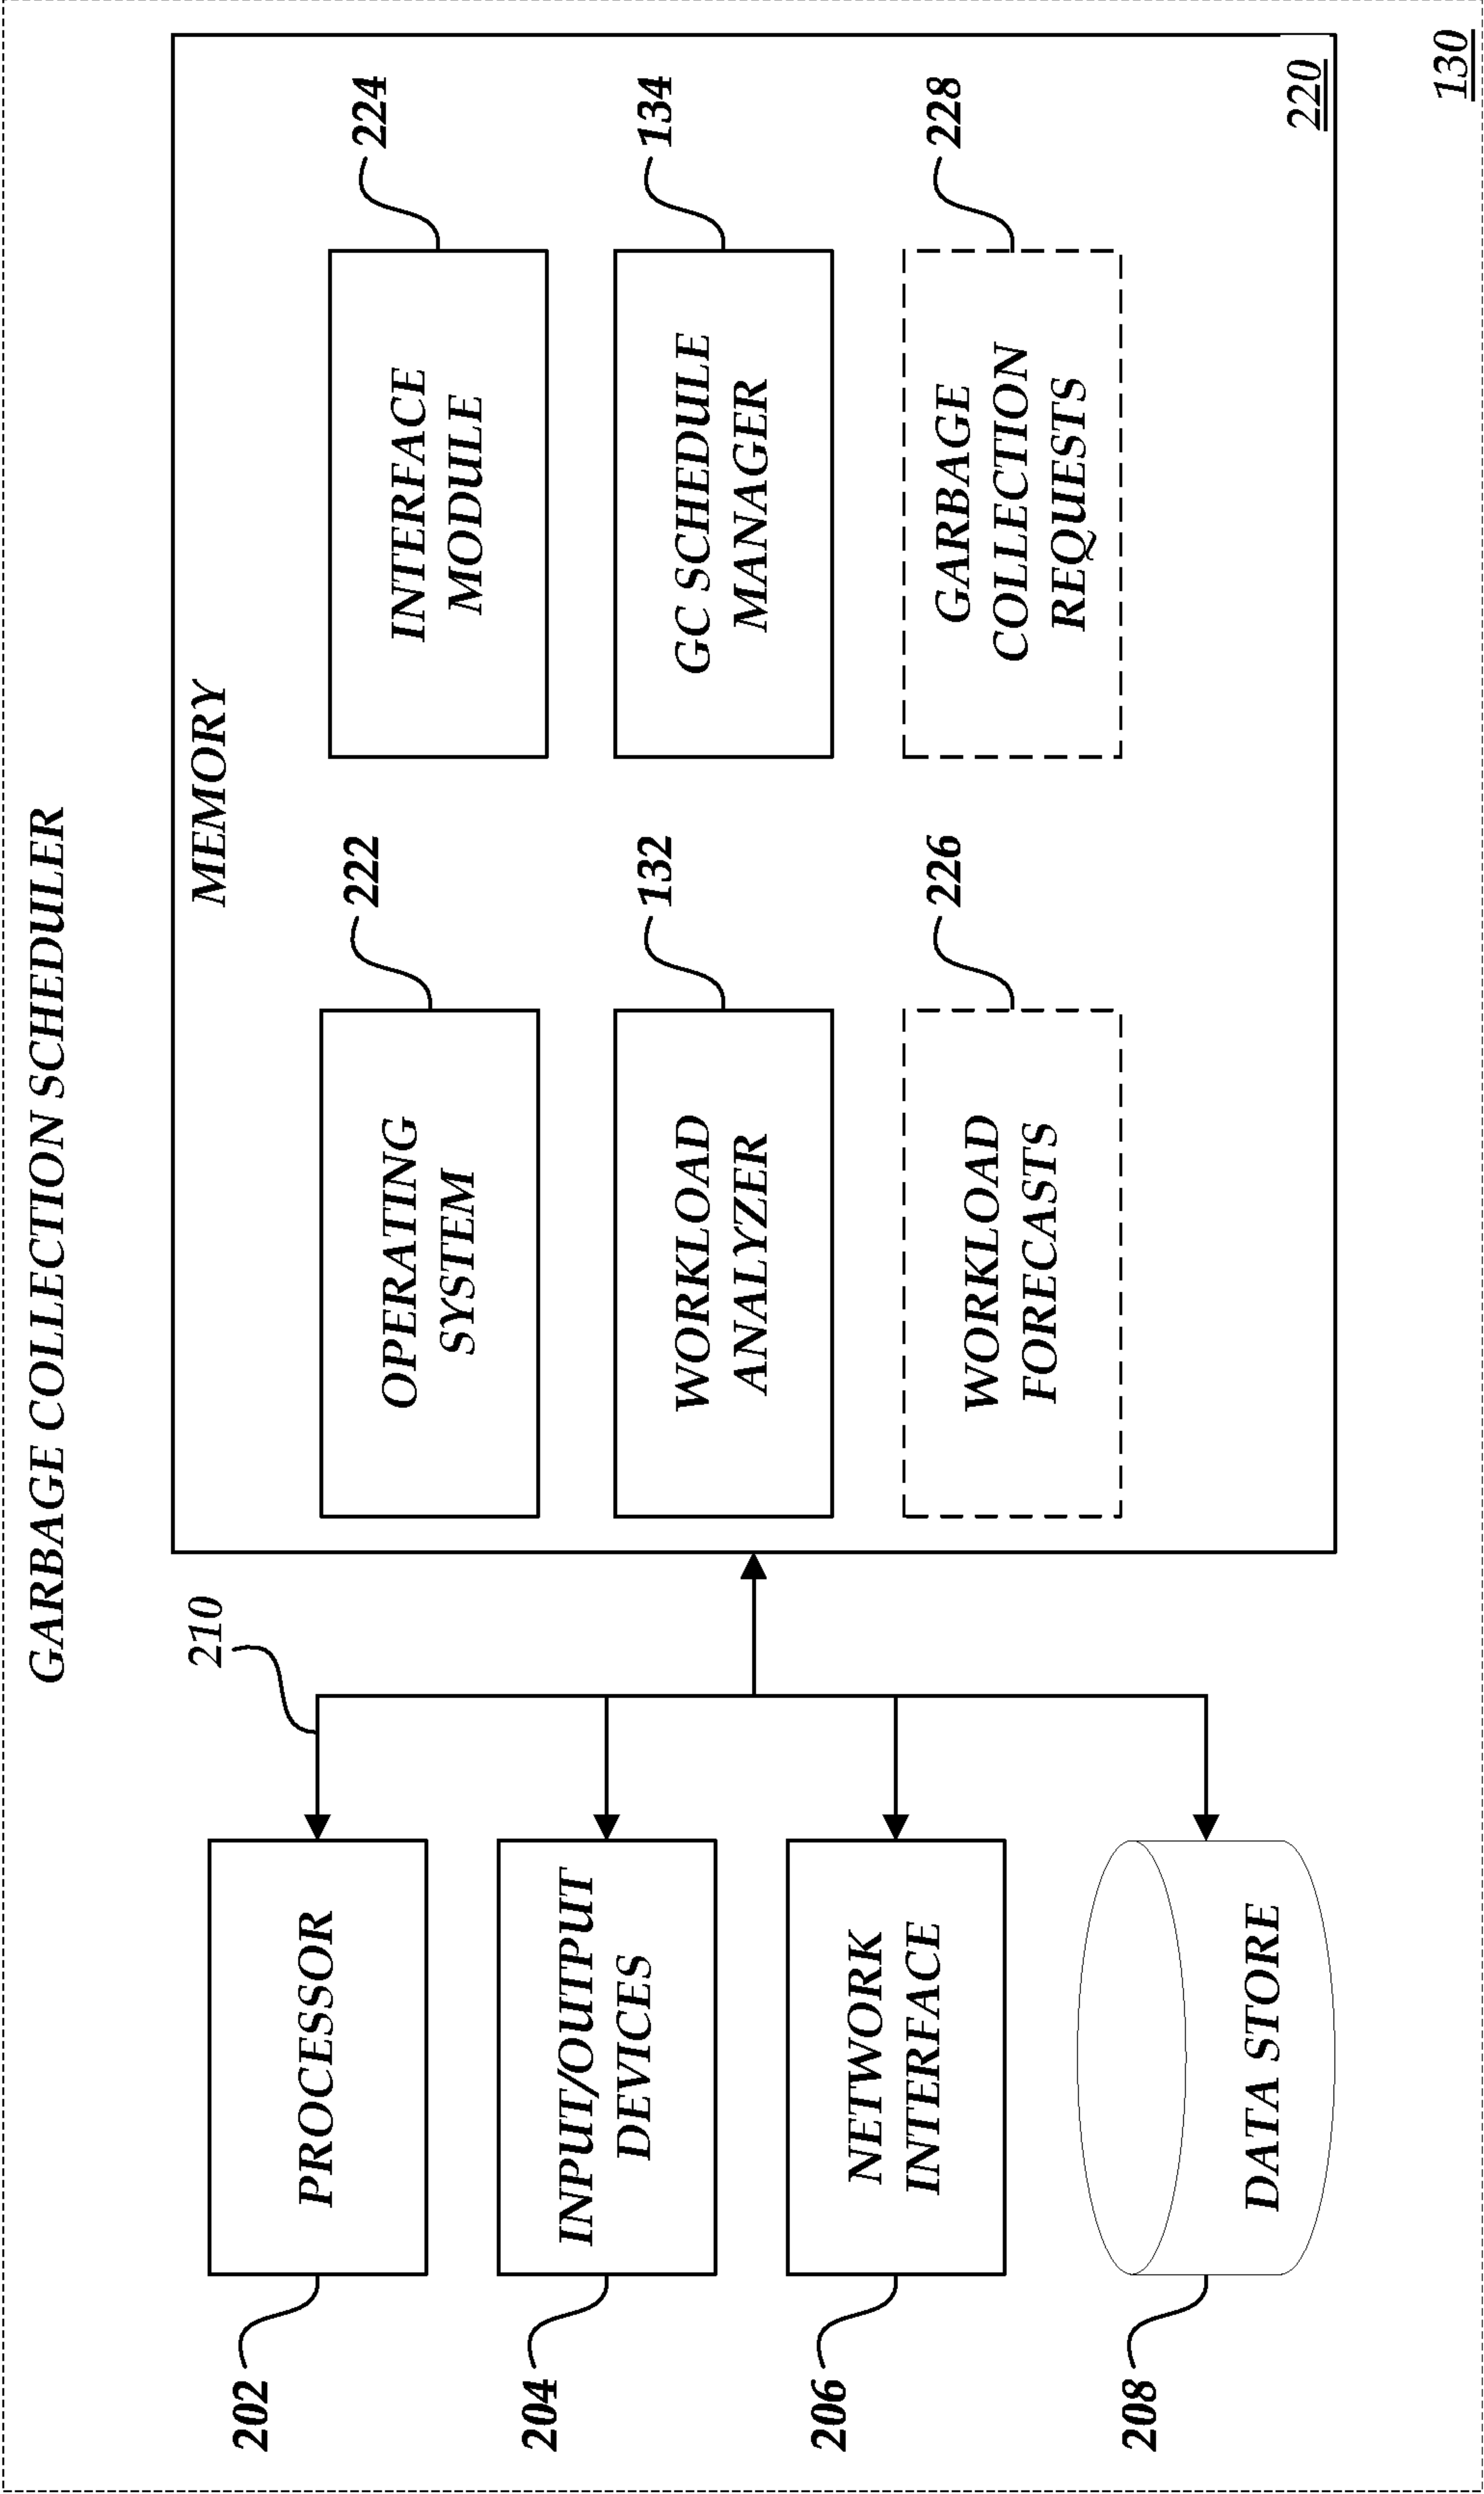 GARBAGE COLLECTION SCHEDULER
210
MEMORY
202
PROCESSOR
204
INPUT/OUTPUT
DEVICES
206
NETWORK
INTERFACE
208
DATA STORE
OPERATING
SYSTEM
222
INTERFACE
MODULE
224
WORKLOAD
ANALYZER
132
GC SCHEDULE
MANAGER
134
WORKLOAD
FORECASTS
226
GARBAGE
COLLECTION
REQUESTS
228
220
130